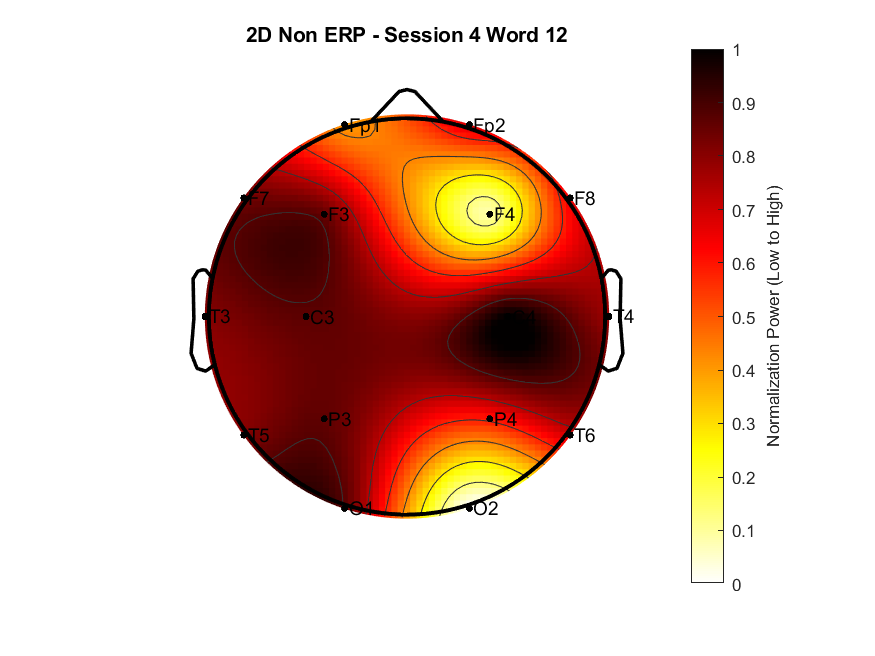 2D Non ERP - Session 4 Word 12
Fp1 Fp2
F7 F3 F4 F8
T3 C3 T4
T5 P3 P4 T6
O1 O2
1
0.9
0.8
0.7
0.6
0.5
0.4
0.3
0.2
0.1
0
Normalization Power (Low to High)